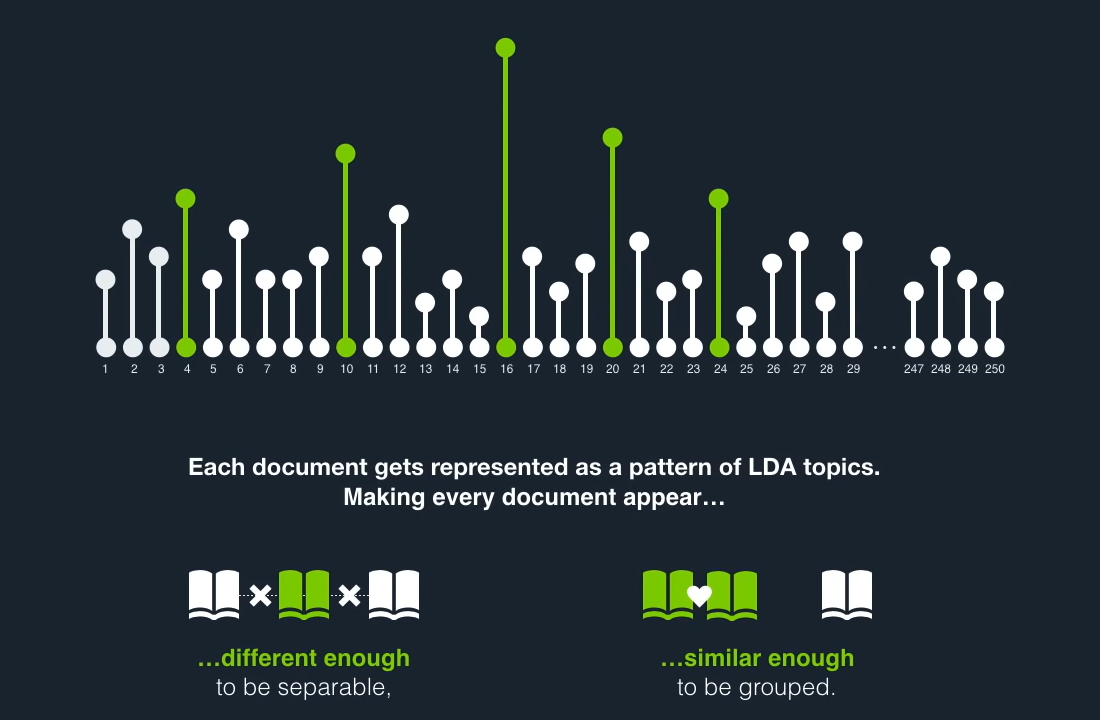 1 2 3 4 5 6 7 8 9 10 11 12 13 14 15 16 17 18 19 20 21 22 23 24 25 26 27 28 29 ... 247 248 249 250
Each document gets represented as a pattern of LDA topics.
Making every document appear…
…different enough
to be separable,
…similar enough
to be grouped.